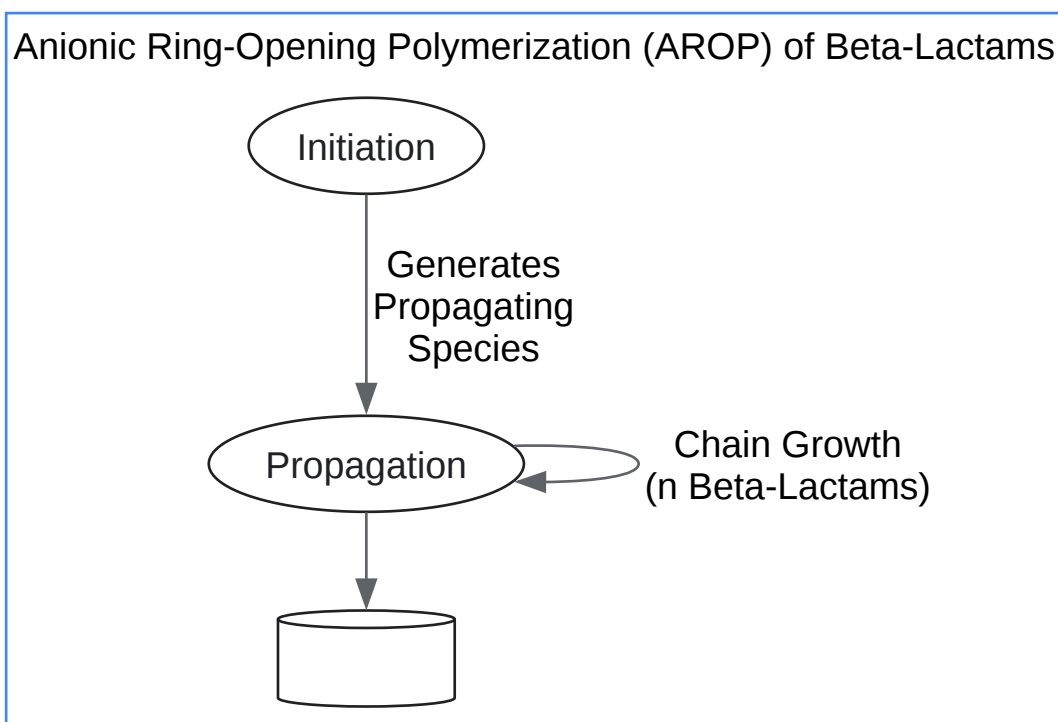 Anionic Ring-Opening Polymerization (AROP) of Beta-Lactams
Initiation
Generates
Propagating
Species
Propagation
Chain Growth
(n Beta-Lactams)